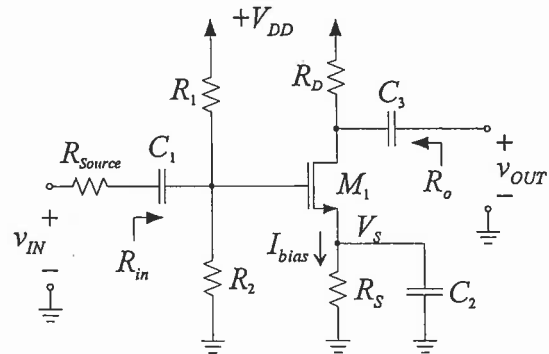 +V_DD
R_1
R_D
C_3
R_Source
C_1
+
v_OUT
−
M_1
R_o
+
v_IN
−
R_in
V_S
I_bias
R_2
R_S
C_2